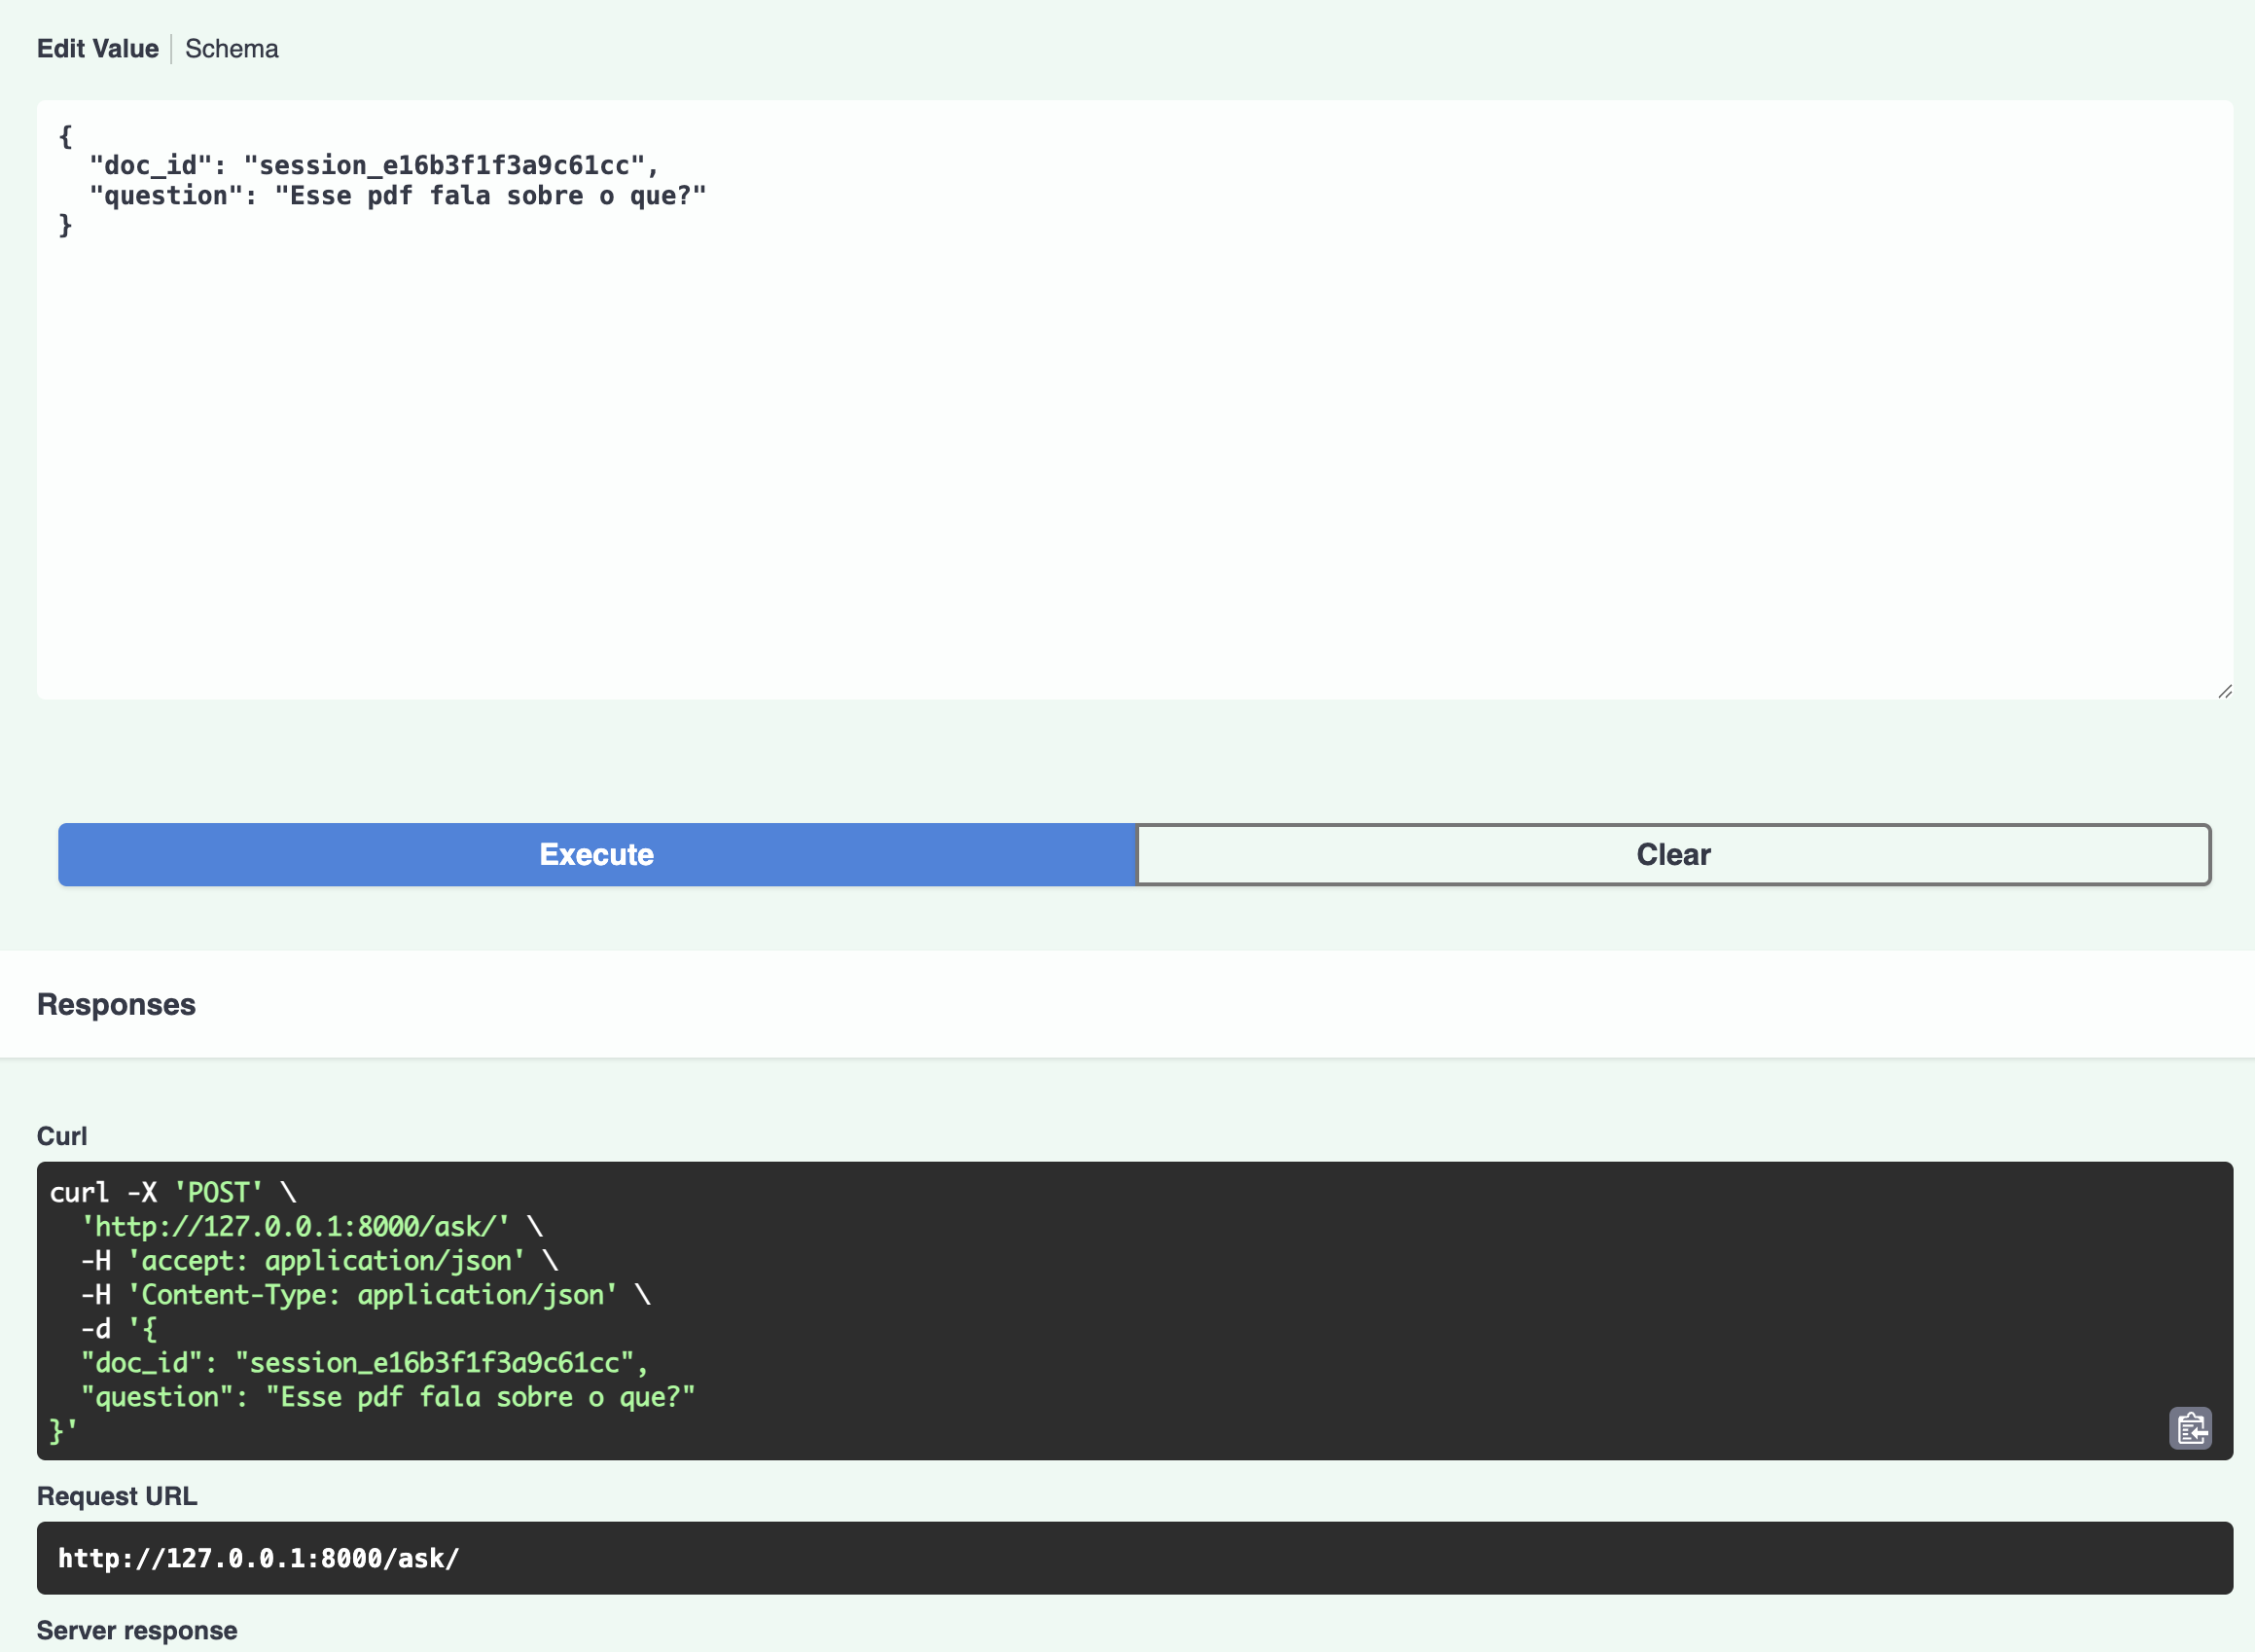 Edit Value | Schema
{
  "doc_id": "session_e16b3f1f3a9c61cc",
  "question": "Esse pdf fala sobre o que?"
}
Execute
Clear
Responses
Curl
curl -X 'POST' \
  'http://127.0.0.1:8000/ask/' \
  -H 'accept: application/json' \
  -H 'Content-Type: application/json' \
  -d '{
  "doc_id": "session_e16b3f1f3a9c61cc",
  "question": "Esse pdf fala sobre o que?"
}'
Request URL
http://127.0.0.1:8000/ask/
Server response